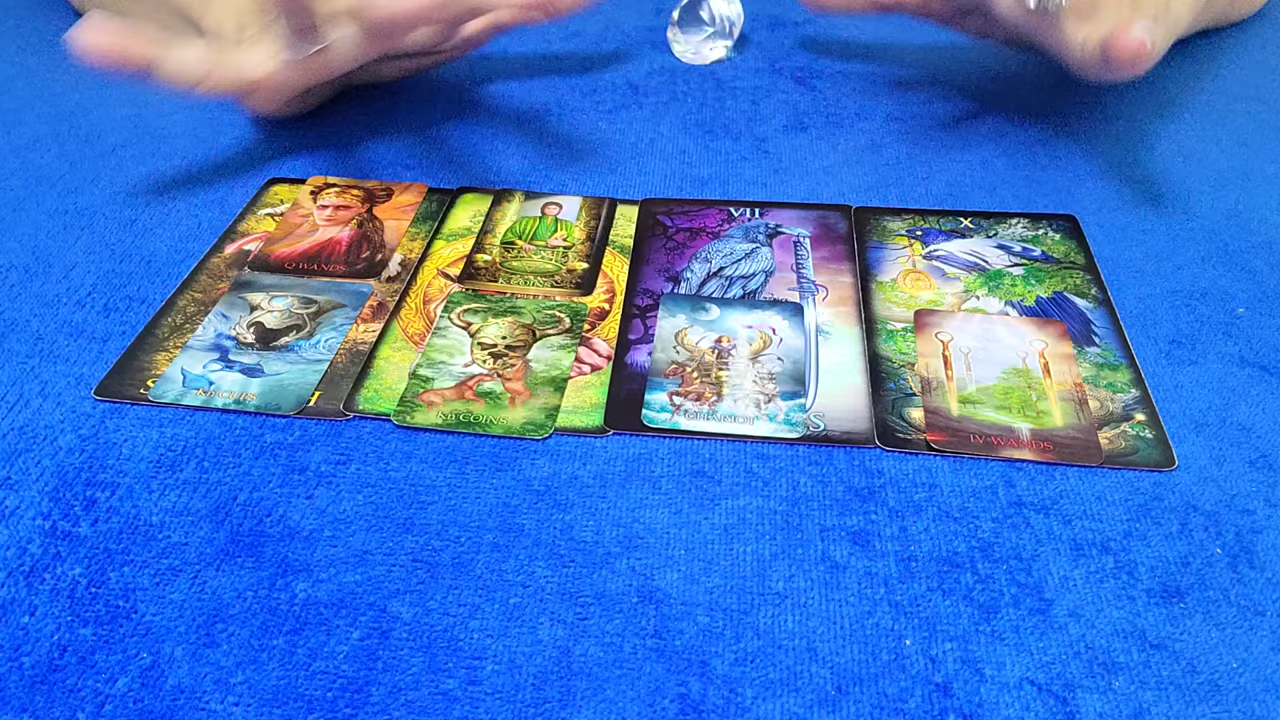 Q WANDS
Kn CUPS
K COINS
Kn COINS
VII
CHARIOT
S
X
IV WANDS